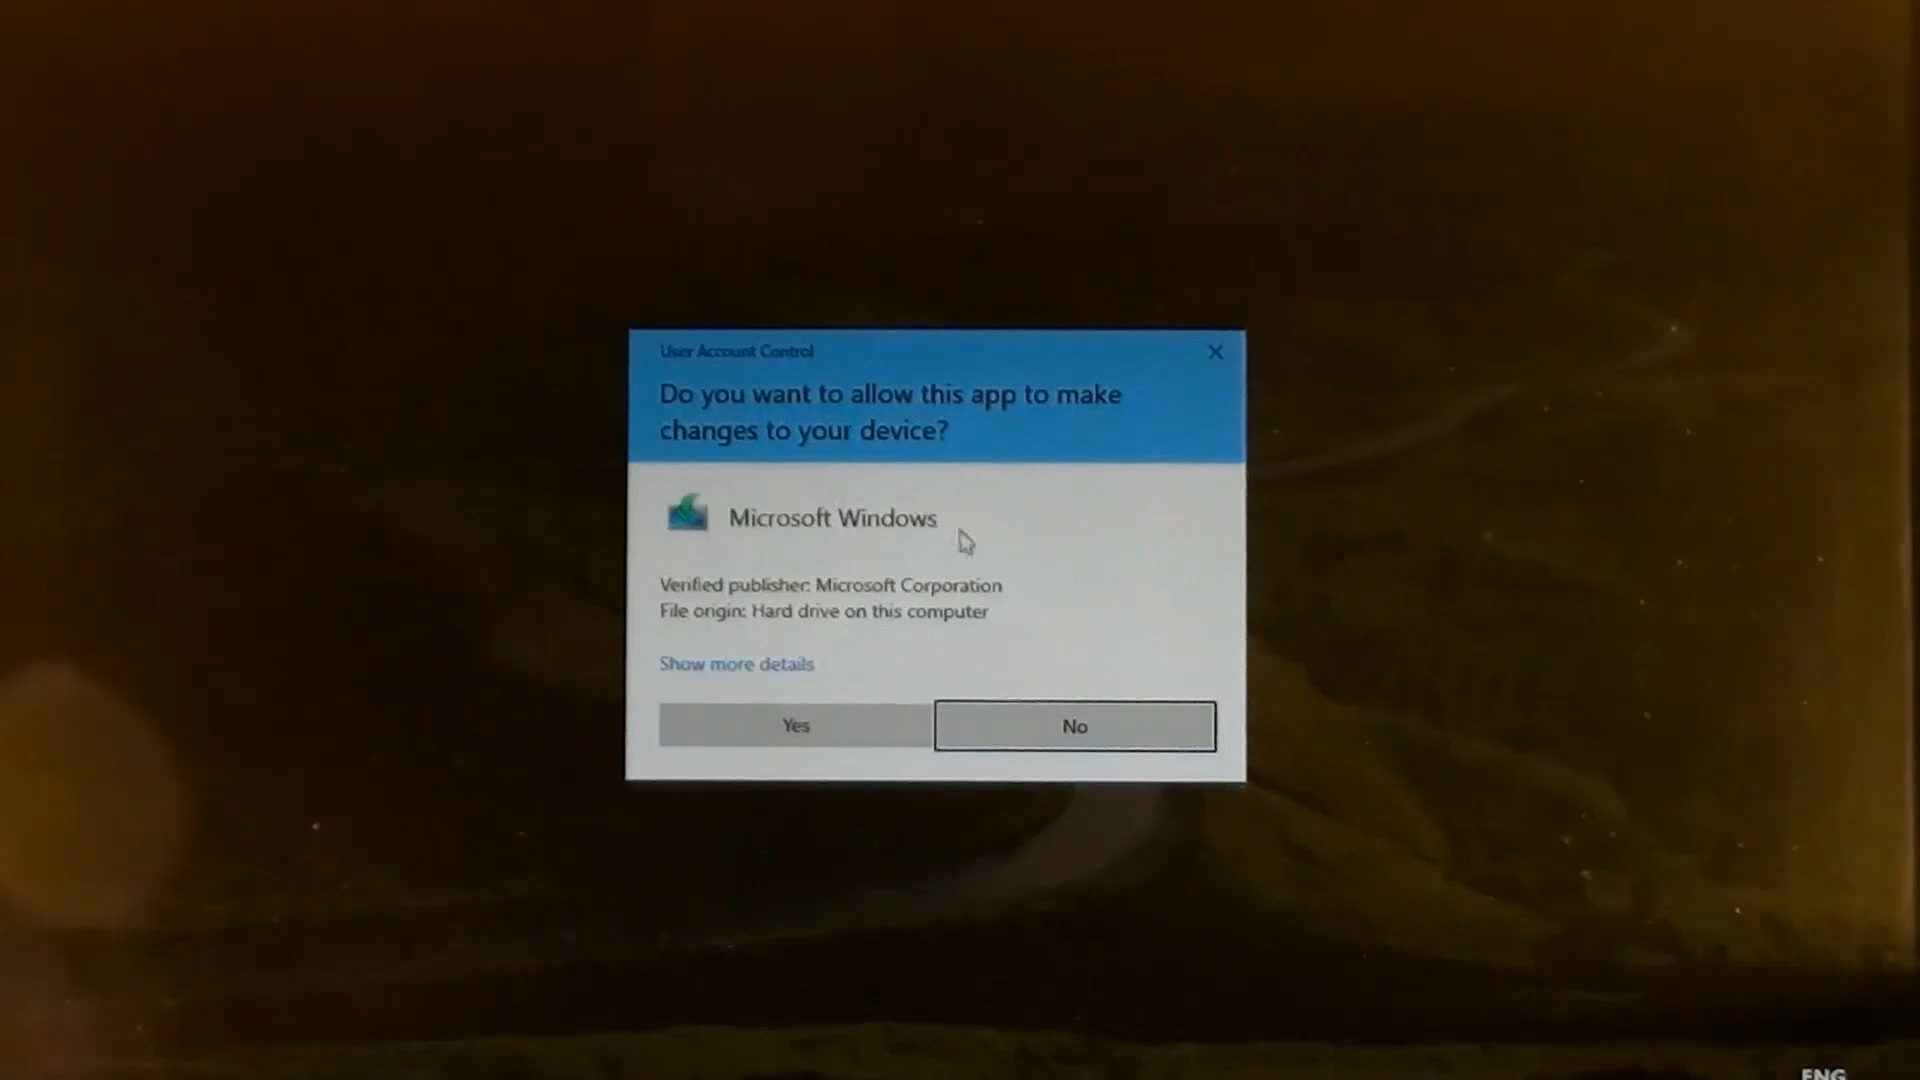 User Account Control
Do you want to allow this app to make
changes to your device?
Microsoft Windows
Verified publisher: Microsoft Corporation
File origin: Hard drive on this computer
Show more details
Yes
No
ENG